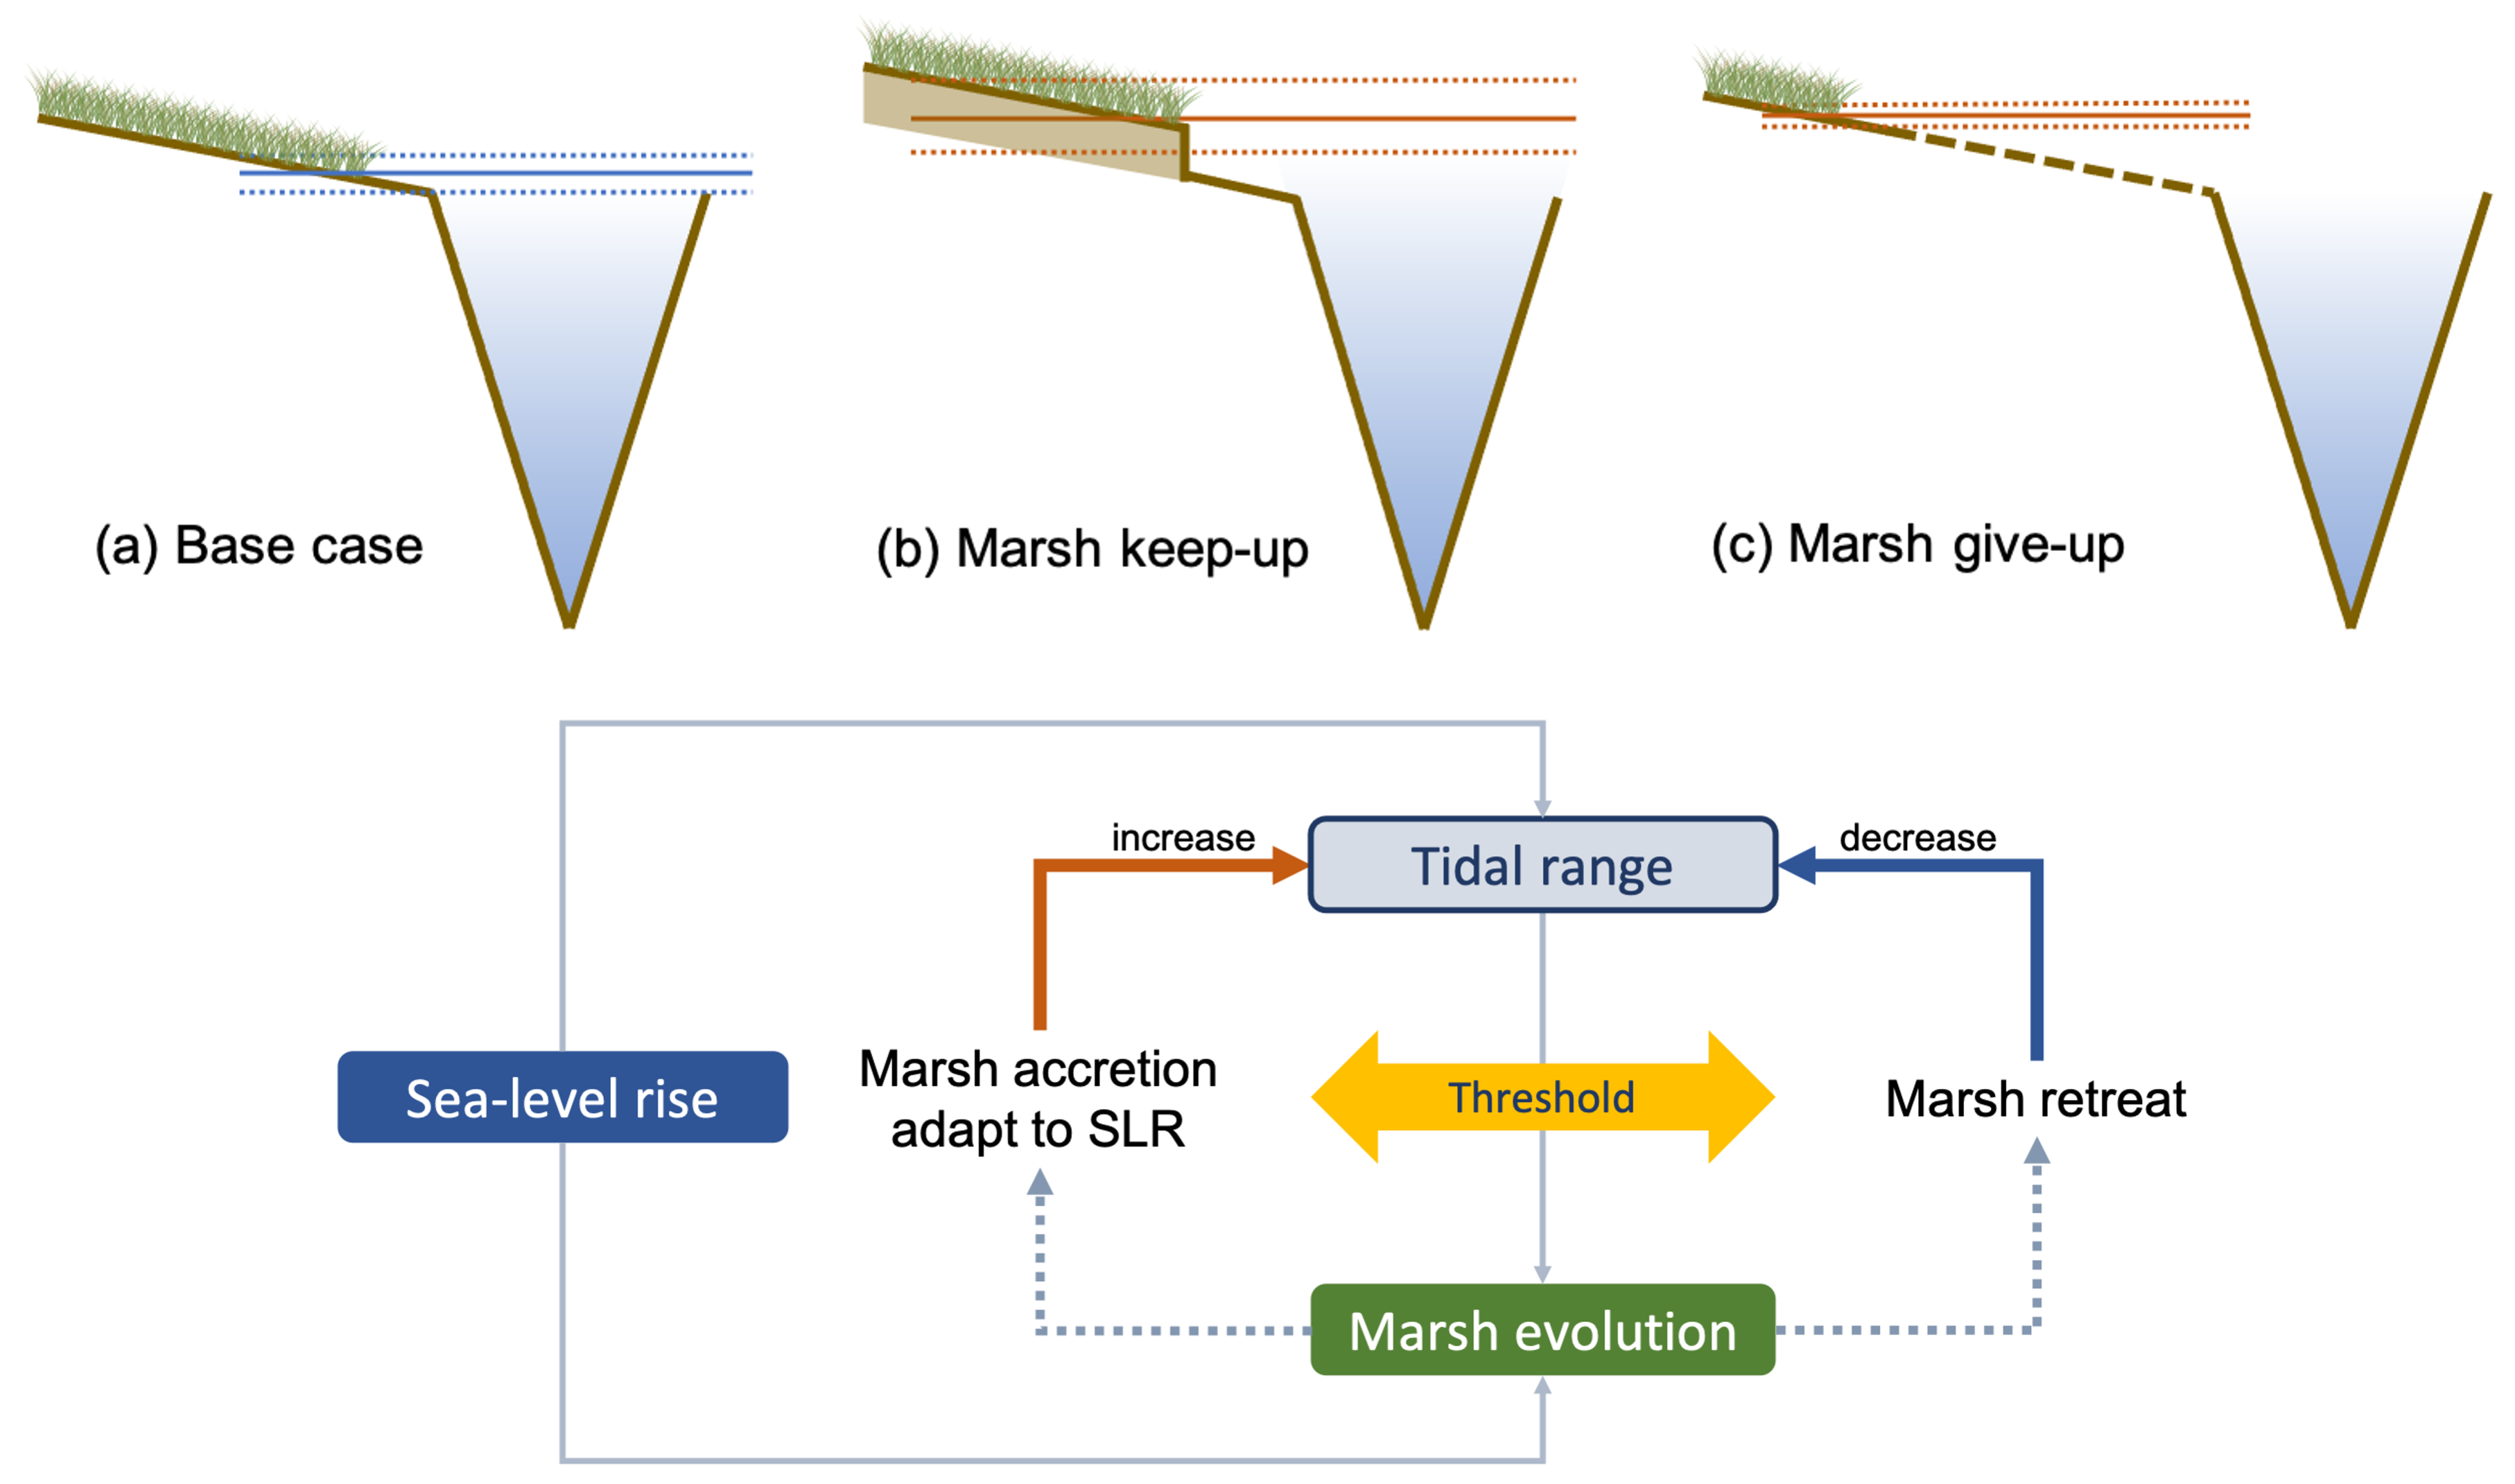 (a) Base case
(b) Marsh keep-up
(c) Marsh give-up
increase
Tidal range
decrease
Sea-level rise
Marsh accretion
adapt to SLR
Threshold
Marsh retreat
Marsh evolution